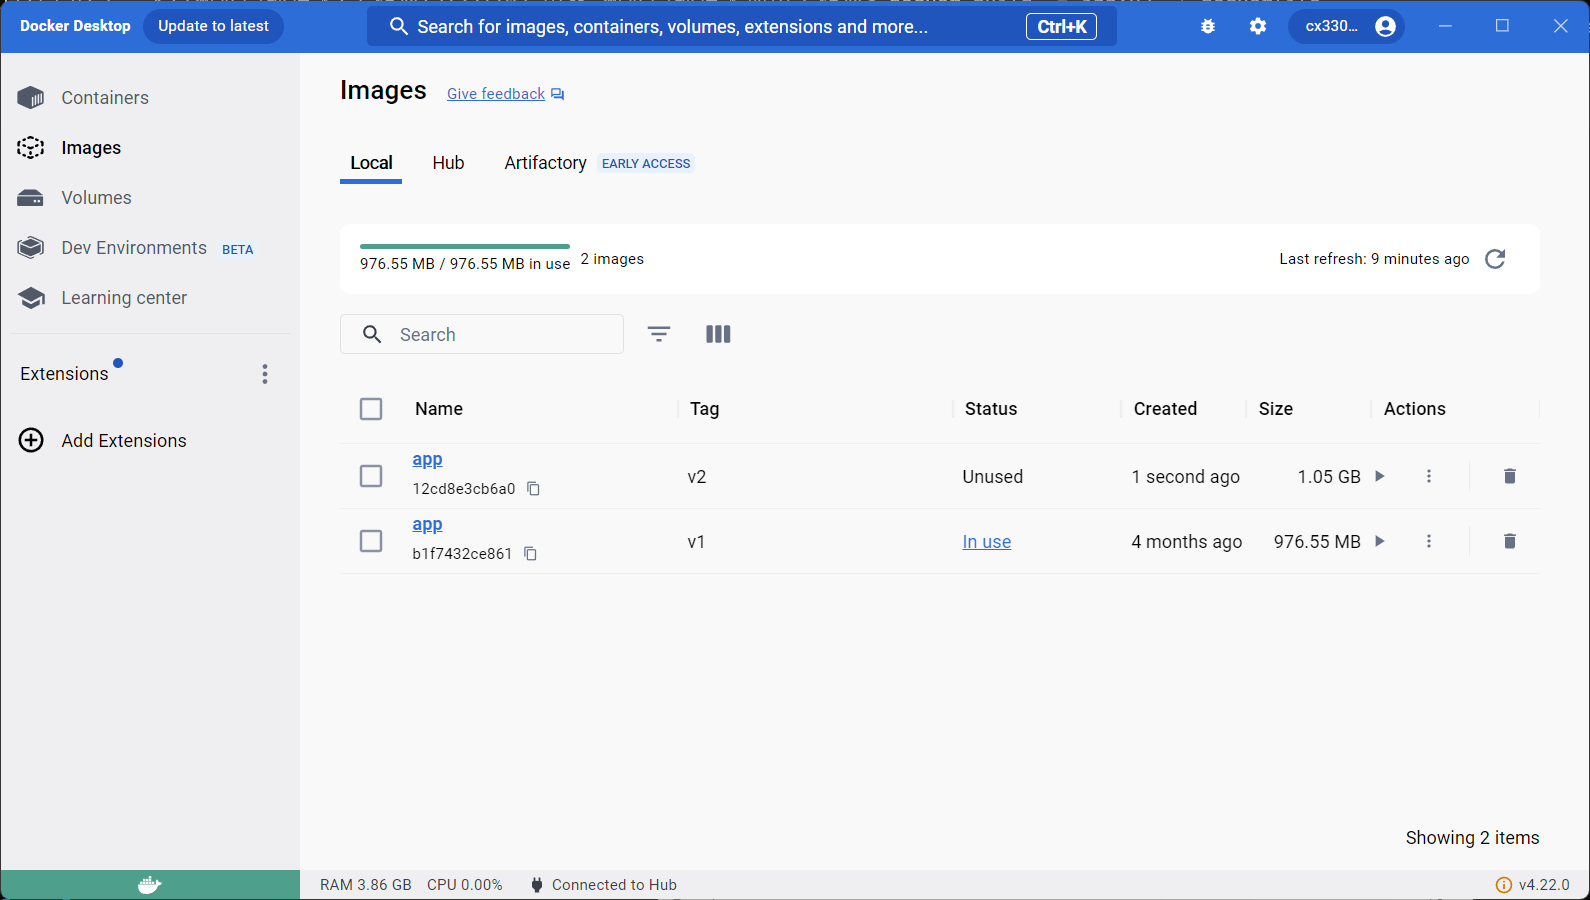 Docker Desktop
Update to latest
Search for images, containers, volumes, extensions and more...
Ctrl+K
cx330...
Containers
Images
Volumes
Dev Environments BETA
Learning center
Extensions
Add Extensions
Images
Give feedback
Local
Hub
Artifactory
EARLY ACCESS
976.55 MB / 976.55 MB in use
2 images
Last refresh: 9 minutes ago
Search
Name Tag Status Created Size Actions
app
12cd8e3cb6a0
v2 Unused 1 second ago 1.05 GB
app
b1f7432ce861
v1 In use 4 months ago 976.55 MB
Showing 2 items
RAM 3.86 GB CPU 0.00% Connected to Hub
v4.22.0